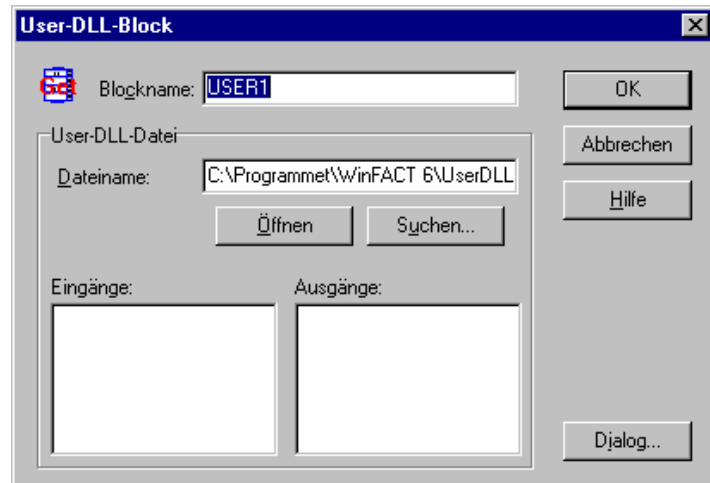 User-DLL-Block
Get
Blockname: USER1
OK
User-DLL-Datei
Abbrechen
Dateiname: C:\Programmet\WinFACT 6\UserDLL
Hilfe
Öffnen
Suchen...
Eingänge:
Ausgänge:
Dialog...